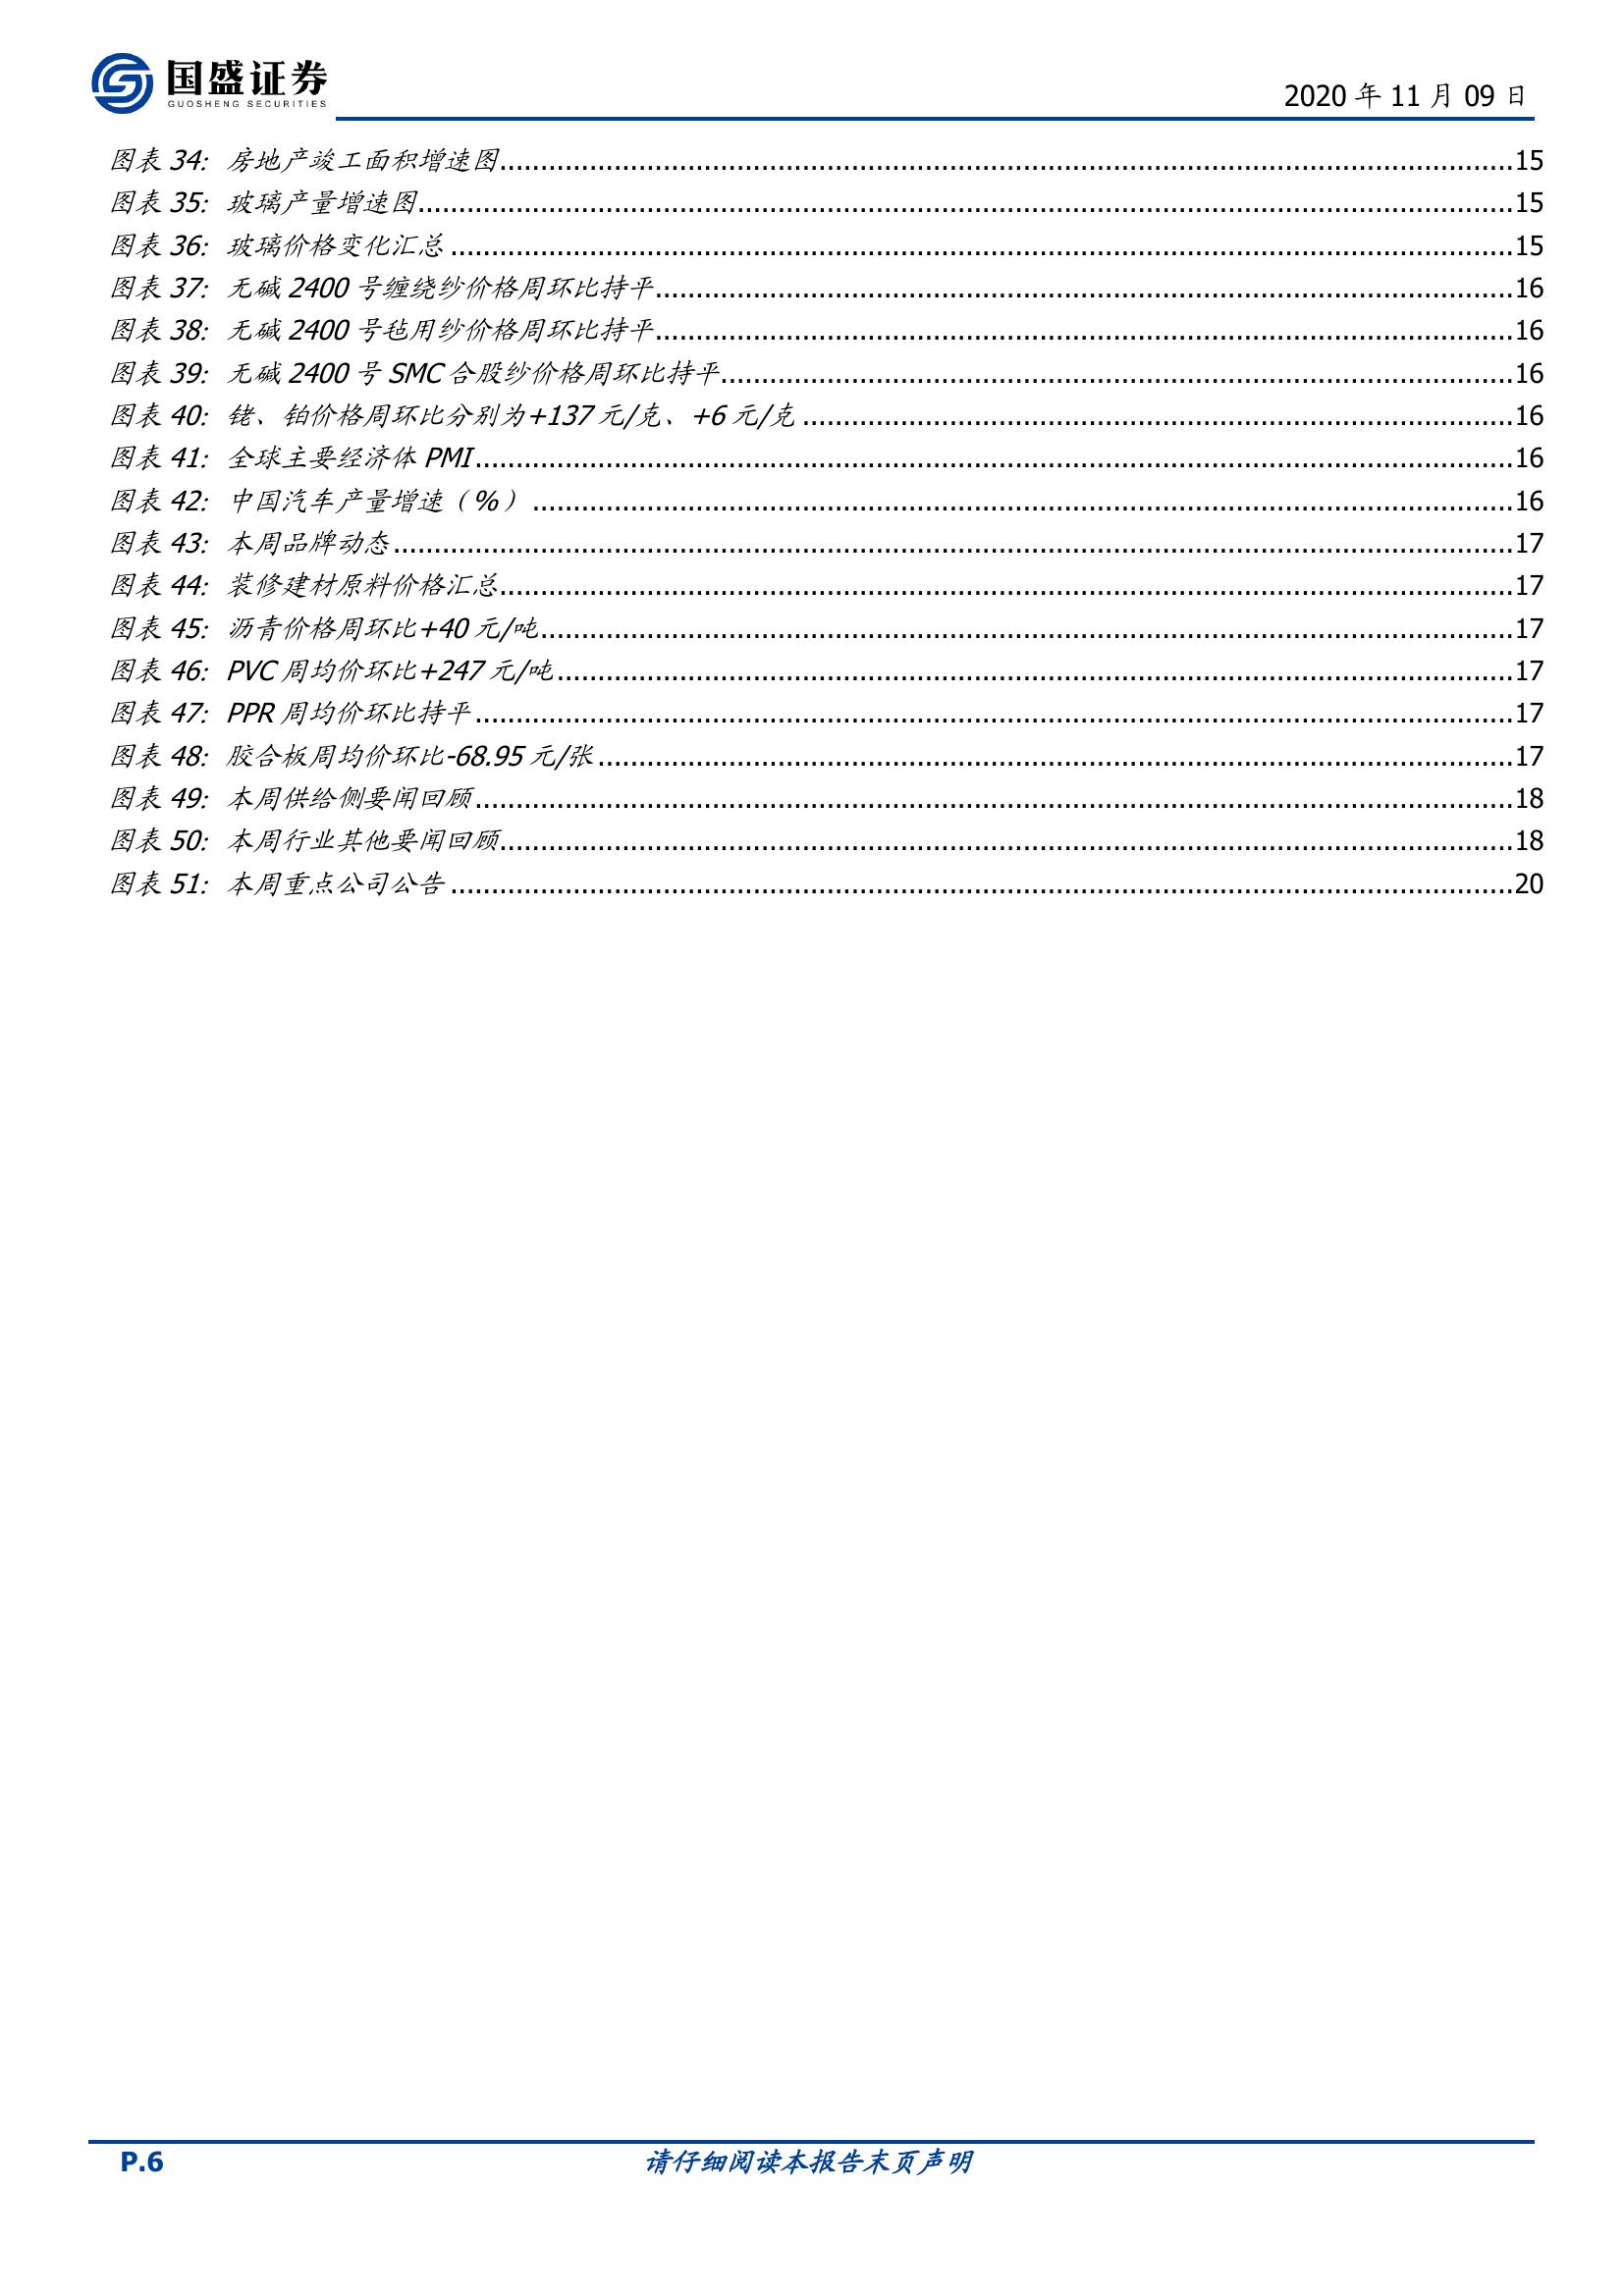 国盛证券
GUOSHENG SECURITIES
2020 年 11 月 09 日
图表 34: 房地产竣工面积增速图....................15
图表 35: 玻璃产量增速图....................15
图表 36: 玻璃价格变化汇总....................15
图表 37: 无碱 2400 号缠绕纱价格周环比持平....................16
图表 38: 无碱 2400 号毡用纱价格周环比持平....................16
图表 39: 无碱 2400 号 SMC 合股纱价格周环比持平....................16
图表 40: 铑、铂价格周环比分别为+137 元/克、+6 元/克....................16
图表 41: 全球主要经济体 PMI....................16
图表 42: 中国汽车产量增速（%）....................16
图表 43: 本周品牌动态....................17
图表 44: 装修建材原料价格汇总....................17
图表 45: 沥青价格周环比+40 元/吨....................17
图表 46: PVC 周均价环比+247 元/吨....................17
图表 47: PPR 周均价环比持平....................17
图表 48: 胶合板周均价环比-68.95 元/张....................17
图表 49: 本周供给侧要闻回顾....................18
图表 50: 本周行业其他要闻回顾....................18
图表 51: 本周重点公司公告....................20
P.6
请仔细阅读本报告末页声明